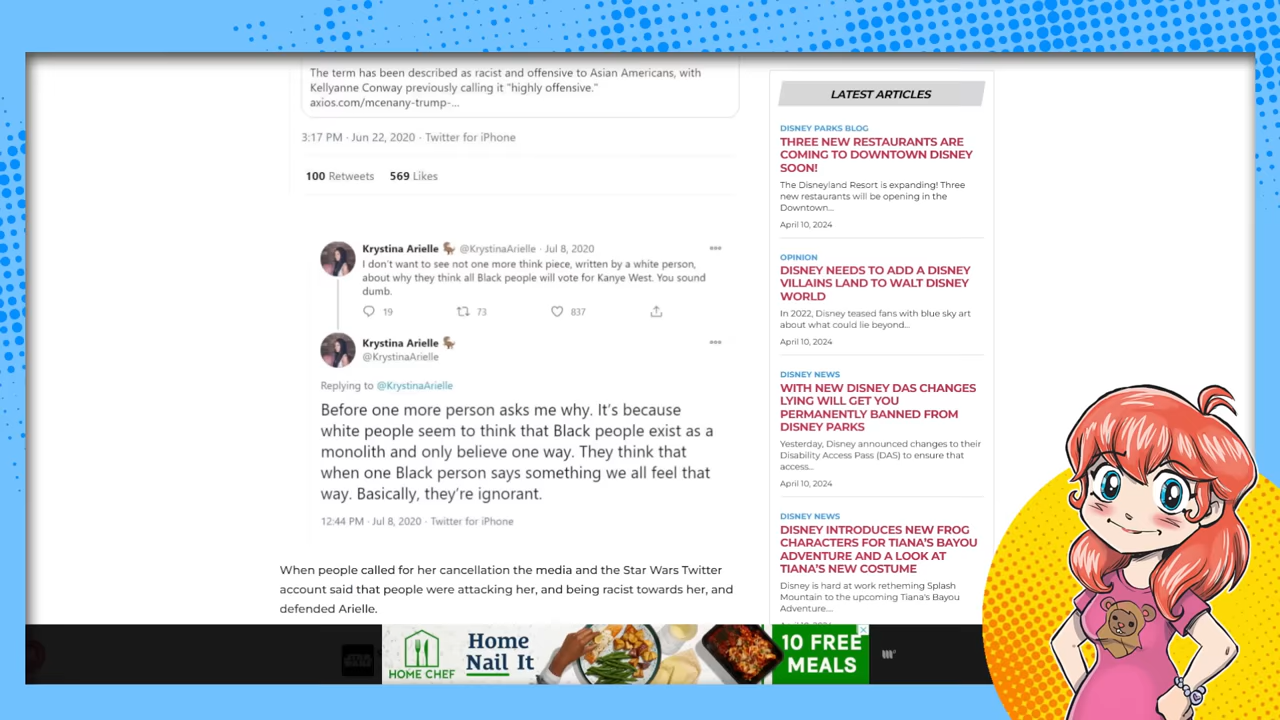 The term has been described as racist and offensive to Asian Americans, with
Kellyanne Conway previously calling it "highly offensive."
axios.com/mcenany-trump-...
3:17 PM · Jun 22, 2020 · Twitter for iPhone
100 Retweets 569 Likes
Krystina Arielle @KrystinaArielle · Jul 8, 2020
I don't want to see not one more think piece, written by a white person,
about why they think all Black people will vote for Kanye West. You sound
dumb.
19 73 837
Krystina Arielle
@KrystinaArielle
Replying to @KrystinaArielle
Before one more person asks me why. It's because
white people seem to think that Black people exist as a
monolith and only believe one way. They think that
when one Black person says something we all feel that
way. Basically, they're ignorant.
12:44 PM · Jul 8, 2020 · Twitter for iPhone
When people called for her cancellation the media and the Star Wars Twitter
account said that people were attacking her, and being racist towards her, and
defended Arielle.
LATEST ARTICLES
DISNEY PARKS BLOG
THREE NEW RESTAURANTS ARE
COMING TO DOWNTOWN DISNEY
SOON!
The Disneyland Resort is expanding! Three
new restaurants will be opening in the
Downtown...
April 10, 2024
OPINION
DISNEY NEEDS TO ADD A DISNEY
VILLAINS LAND TO WALT DISNEY
WORLD
In 2022, Disney teased fans with blue sky art
about what could lie beyond...
April 10, 2024
DISNEY NEWS
WITH NEW DISNEY DAS CHANGES
LYING WILL GET YOU
PERMANENTLY BANNED FROM
DISNEY PARKS
Yesterday, Disney announced changes to their
Disability Access Pass (DAS) to ensure that
access...
April 10, 2024
DISNEY NEWS
DISNEY INTRODUCES NEW FROG
CHARACTERS FOR TIANA'S BAYOU
ADVENTURE AND A LOOK AT
TIANA'S NEW COSTUME
Disney is hard at work retheming Splash
Mountain to the upcoming Tiana's Bayou
Adventure....
HOME CHEF
Home
Nail It
10 FREE
MEALS